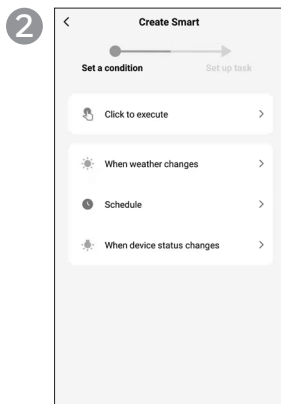 2
Create Smart
Set a condition Set up task
Click to execute
When weather changes
Schedule
When device status changes